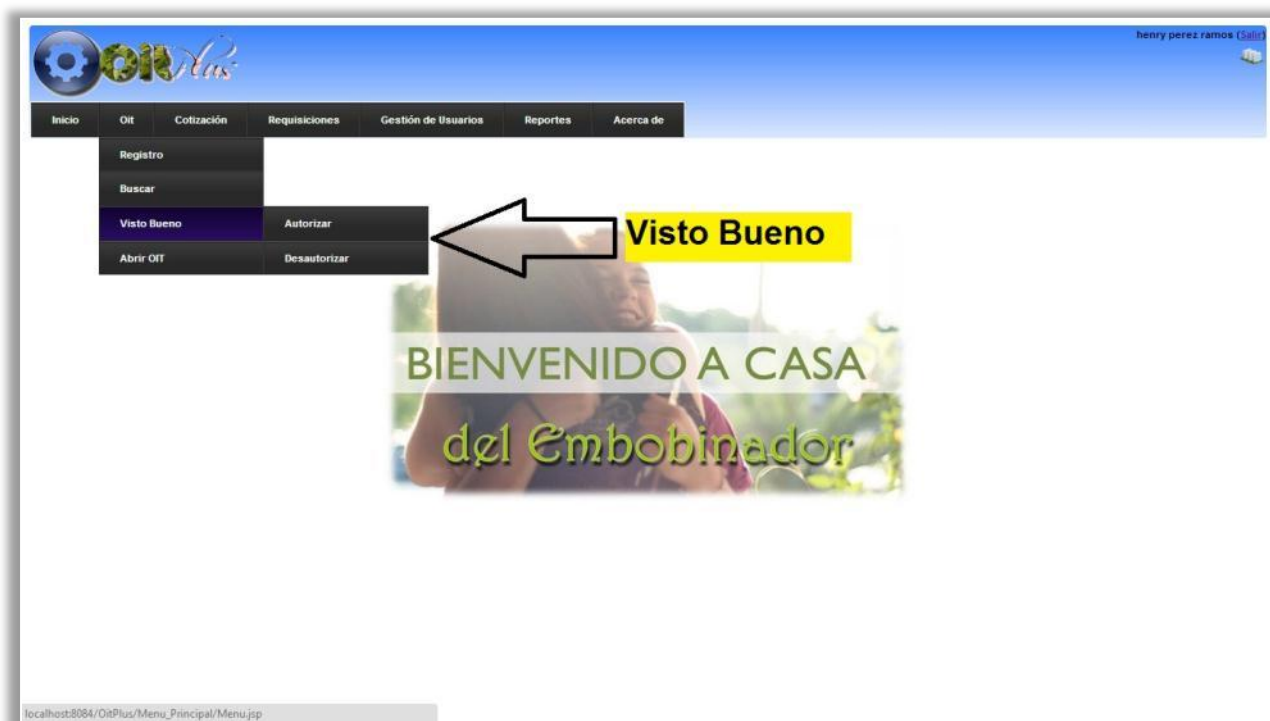 henry perez ramos (Salir)
Oit Plus
Inicio Oit Cotización Requisiciones Gestión de Usuarios Reportes Acerca de
Registro
Buscar
Visto Bueno Autorizar
Abrir OIT Desautorizar
Visto Bueno
BIENVENIDO A CASA
del Embobinador
localhost:8084/OitPlus/Menu_Principal/Menu.jsp